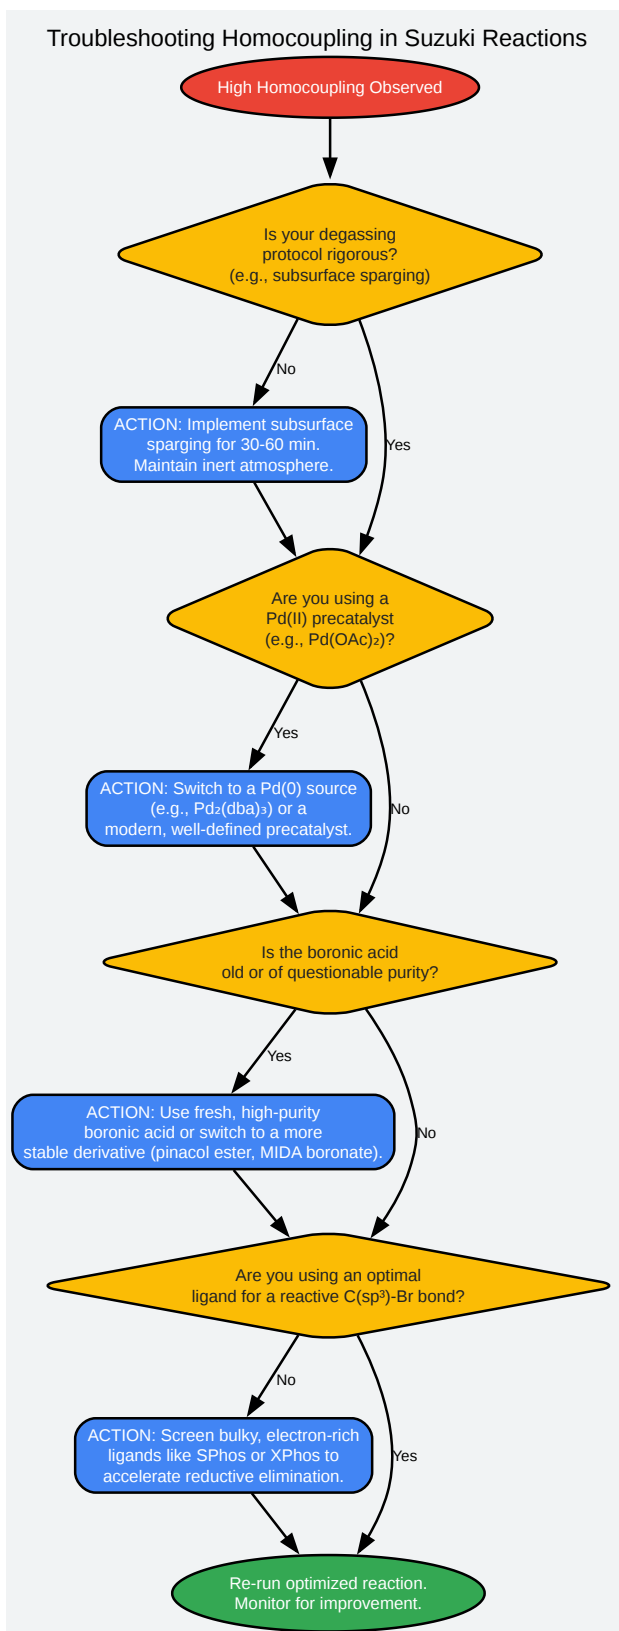 Troubleshooting Homocoupling in Suzuki Reactions
High Homocoupling Observed
Is your degassing
protocol rigorous?
(e.g., subsurface sparging)
No
Yes
ACTION: Implement subsurface
sparging for 30-60 min.
Maintain inert atmosphere.
Are you using a
Pd(II) precatalyst
(e.g., Pd(OAc)₂)?
Yes
No
ACTION: Switch to a Pd(0) source
(e.g., Pd₂(dba)₃) or a
modern, well-defined precatalyst.
Is the boronic acid
old or of questionable purity?
Yes
No
ACTION: Use fresh, high-purity
boronic acid or switch to a more
stable derivative (pinacol ester, MIDA boronate).
Are you using an optimal
ligand for a reactive C(sp³)-Br bond?
No
Yes
ACTION: Screen bulky, electron-rich
ligands like SPhos or XPhos to
accelerate reductive elimination.
Re-run optimized reaction.
Monitor for improvement.